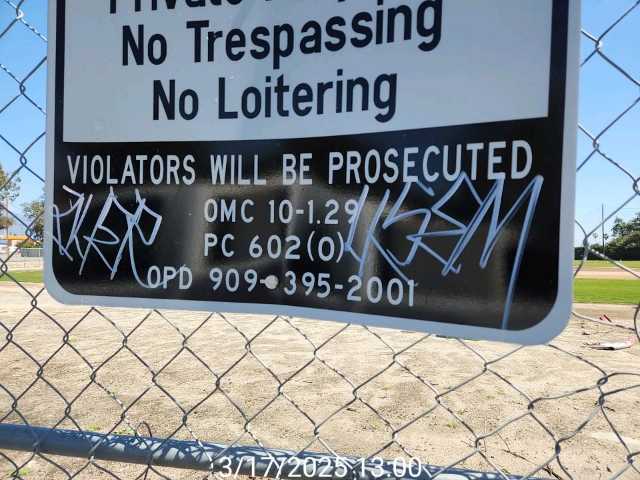 Private
No Trespassing
No Loitering
VIOLATORS WILL BE PROSECUTED
OMC 10-1.29
PC 602(O)
OPD 909-395-2001
3/17/2025 13:00